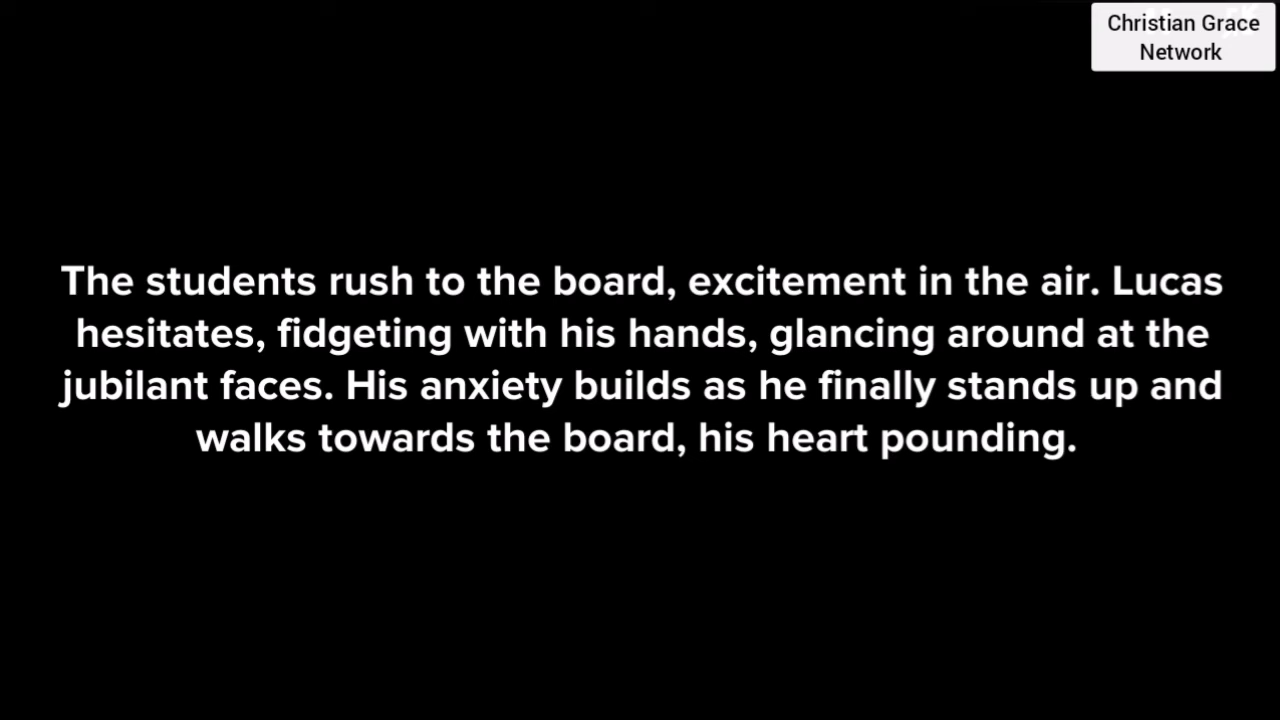 Christian Grace
Network
The students rush to the board, excitement in the air. Lucas
hesitates, fidgeting with his hands, glancing around at the
jubilant faces. His anxiety builds as he finally stands up and
walks towards the board, his heart pounding.